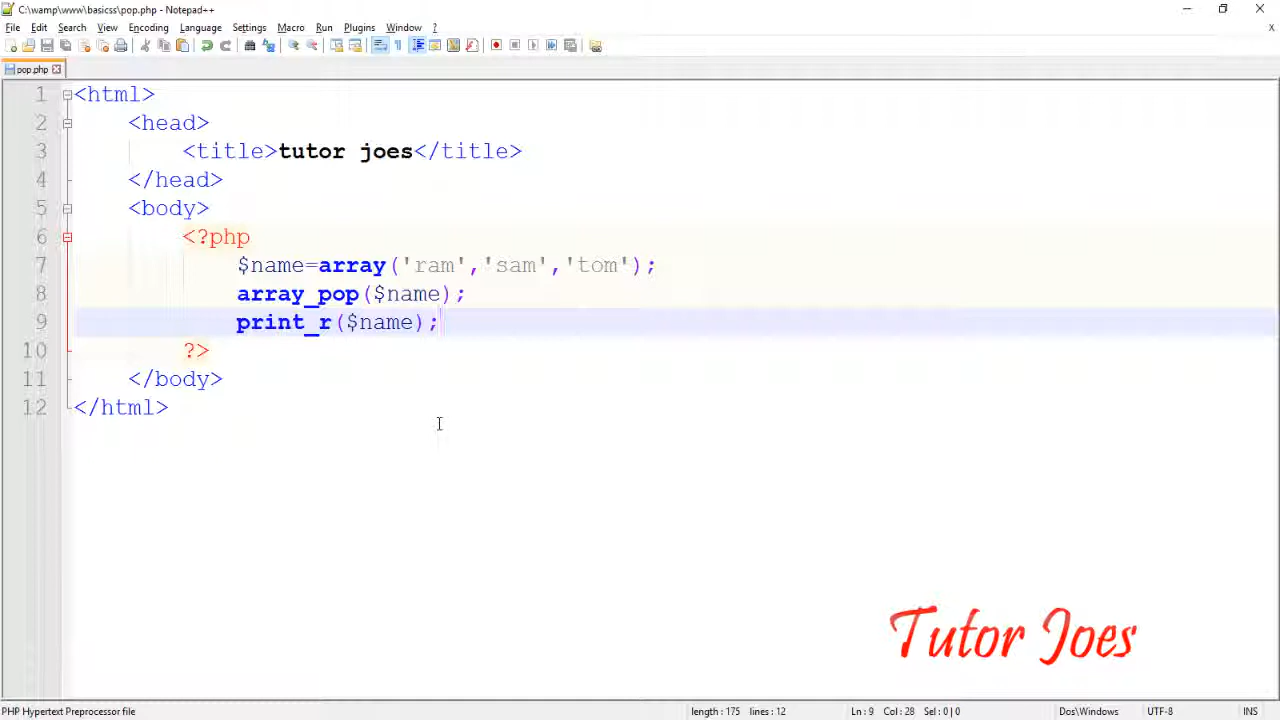 C:\wamp\www\basicss\pop.php - Notepad++
File Edit Search View Encoding Language Settings Macro Run Plugins Window ?
pop.php
1 <html>
2 <head>
3 <title>tutor joes</title>
4 </head>
5 <body>
6 <?php
7 $name=array('ram','sam','tom');
8 array_pop($name);
9 print_r($name);
10 ?>
11 </body>
12 </html>
Tutor Joes
PHP Hypertext Preprocessor file length : 175 lines : 12 Ln : 9 Col : 28 Sel : 0 | 0 Dos\Windows UTF-8 INS